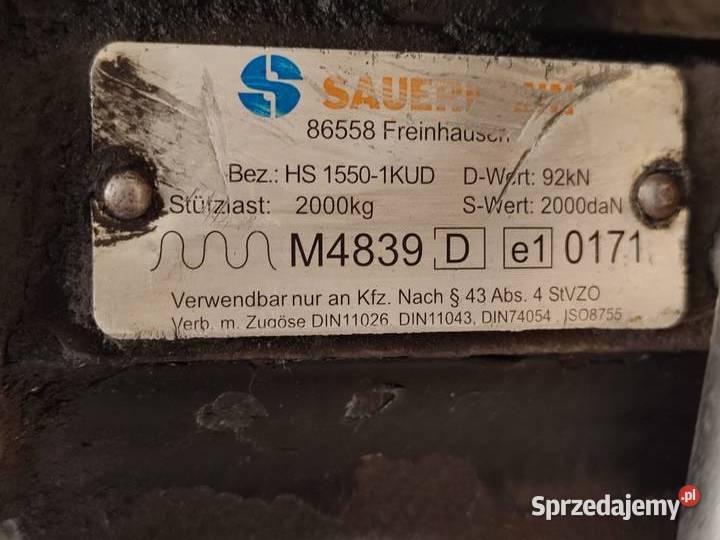 86558 Freinhausen
Bez.: HS 1550-1KUD D-Wert: 92kN
Stützlast: 2000kg S-Wert: 2000daN
M4839 D e1 0171
Verwendbar nur an Kfz. Nach § 43 Abs. 4 StVZO
Verb. m. Zugöse DIN11026, DIN11043, DIN74054, ISO8755
Sprzedajemy.pl